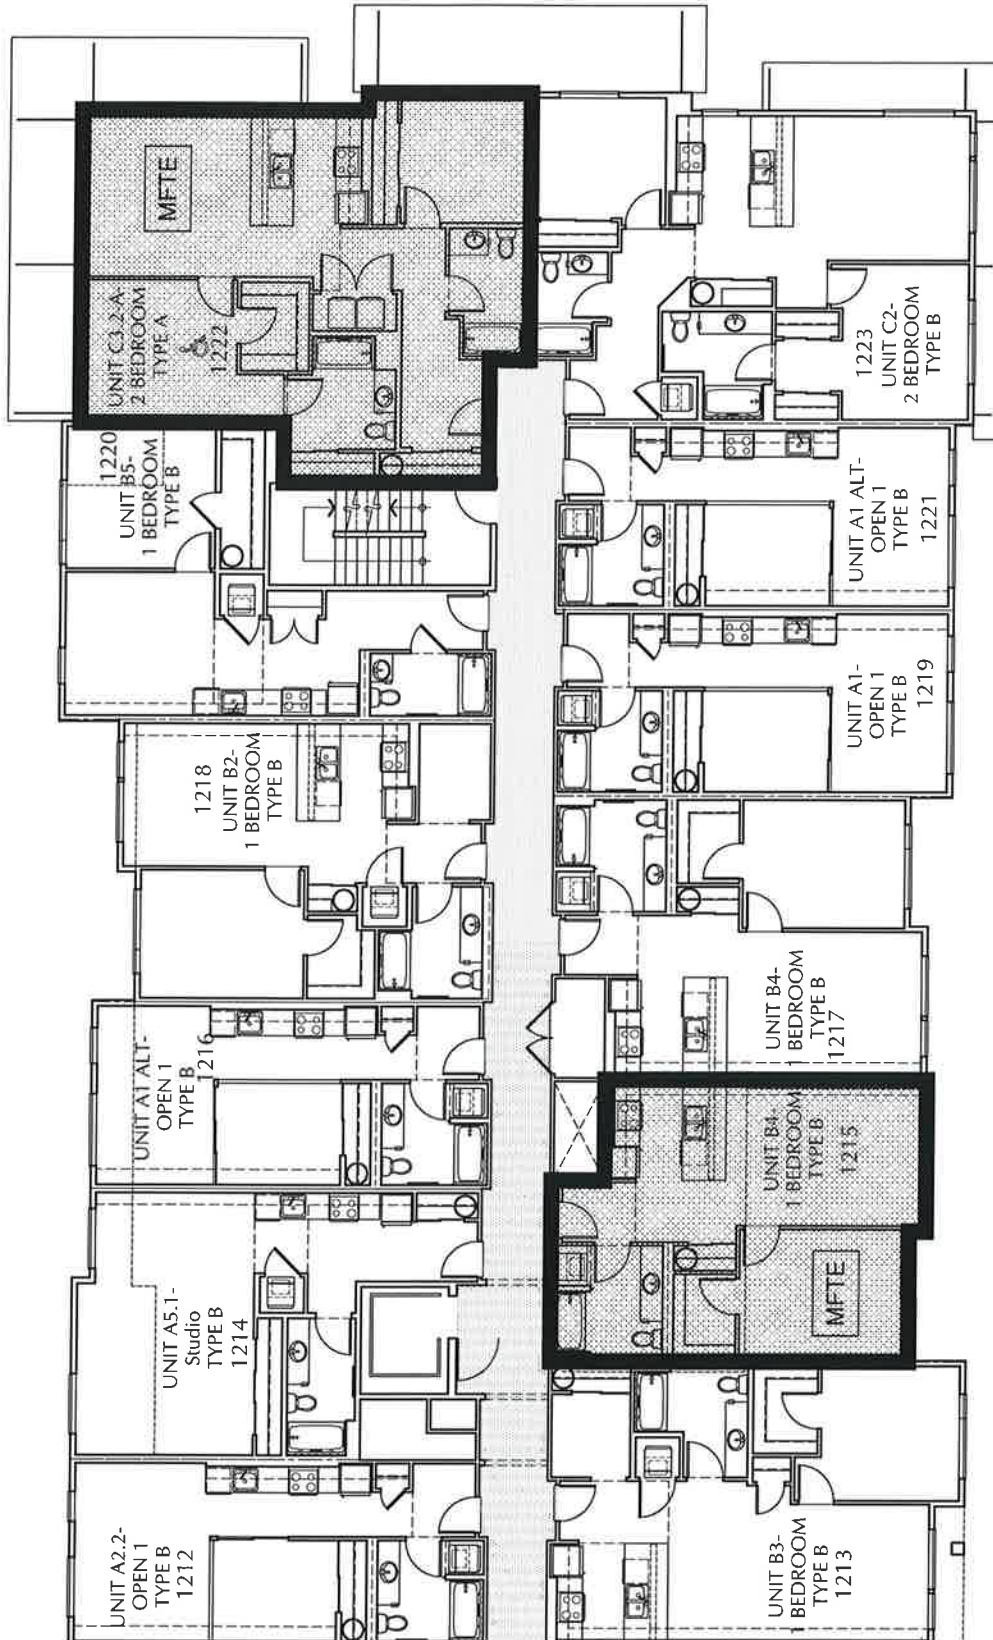 MFTE
UNIT C3.2-A-
2 BEDROOM
TYPE A
1222
1223
UNIT C2-
2 BEDROOM
TYPE B
1220
UNIT B5-
1 BEDROOM
TYPE B
UNIT A1 ALT-
OPEN 1
TYPE B
1221
UNIT A1-
OPEN 1
TYPE B
1219
1218
UNIT B2-
1 BEDROOM
TYPE B
UNIT B4-
1 BEDROOM
TYPE B
1217
UNIT A1 ALT-
OPEN 1
TYPE B
1216
UNIT B4-
1 BEDROOM
TYPE B
1215
MFTE
UNIT A5.1-
Studio
TYPE B
1214
UNIT A2.2-
OPEN 1
TYPE B
1212
UNIT B3-
1 BEDROOM
TYPE B
1213